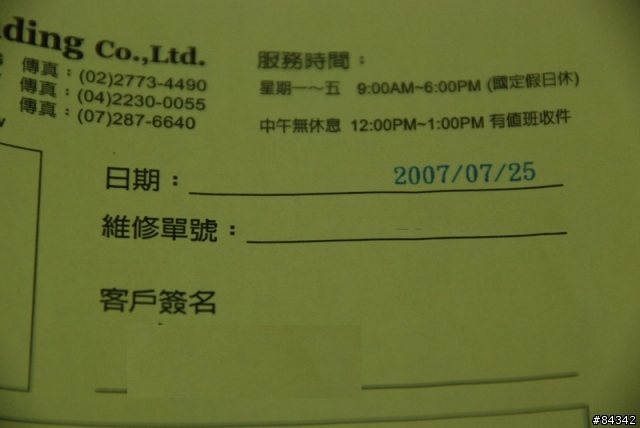 ding Co.,Ltd.
傳真：(02)2773-4490
傳真：(04)2230-0055
傳真：(07)287-6640
服務時間：
星期一～五 9:00AM~6:00PM (國定假日休)
中午無休息 12:00PM~1:00PM 有值班收件
日期：2007/07/25
維修單號：
客戶簽名
#84342